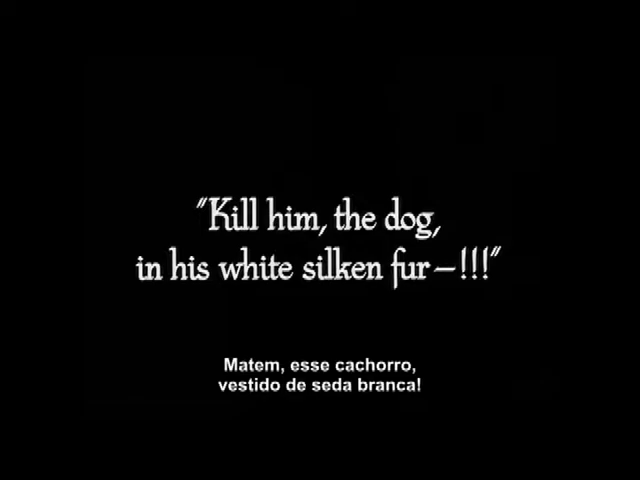 "Kill him, the dog,
in his white silken fur—!!!"
Matem, esse cachorro,
vestido de seda branca!